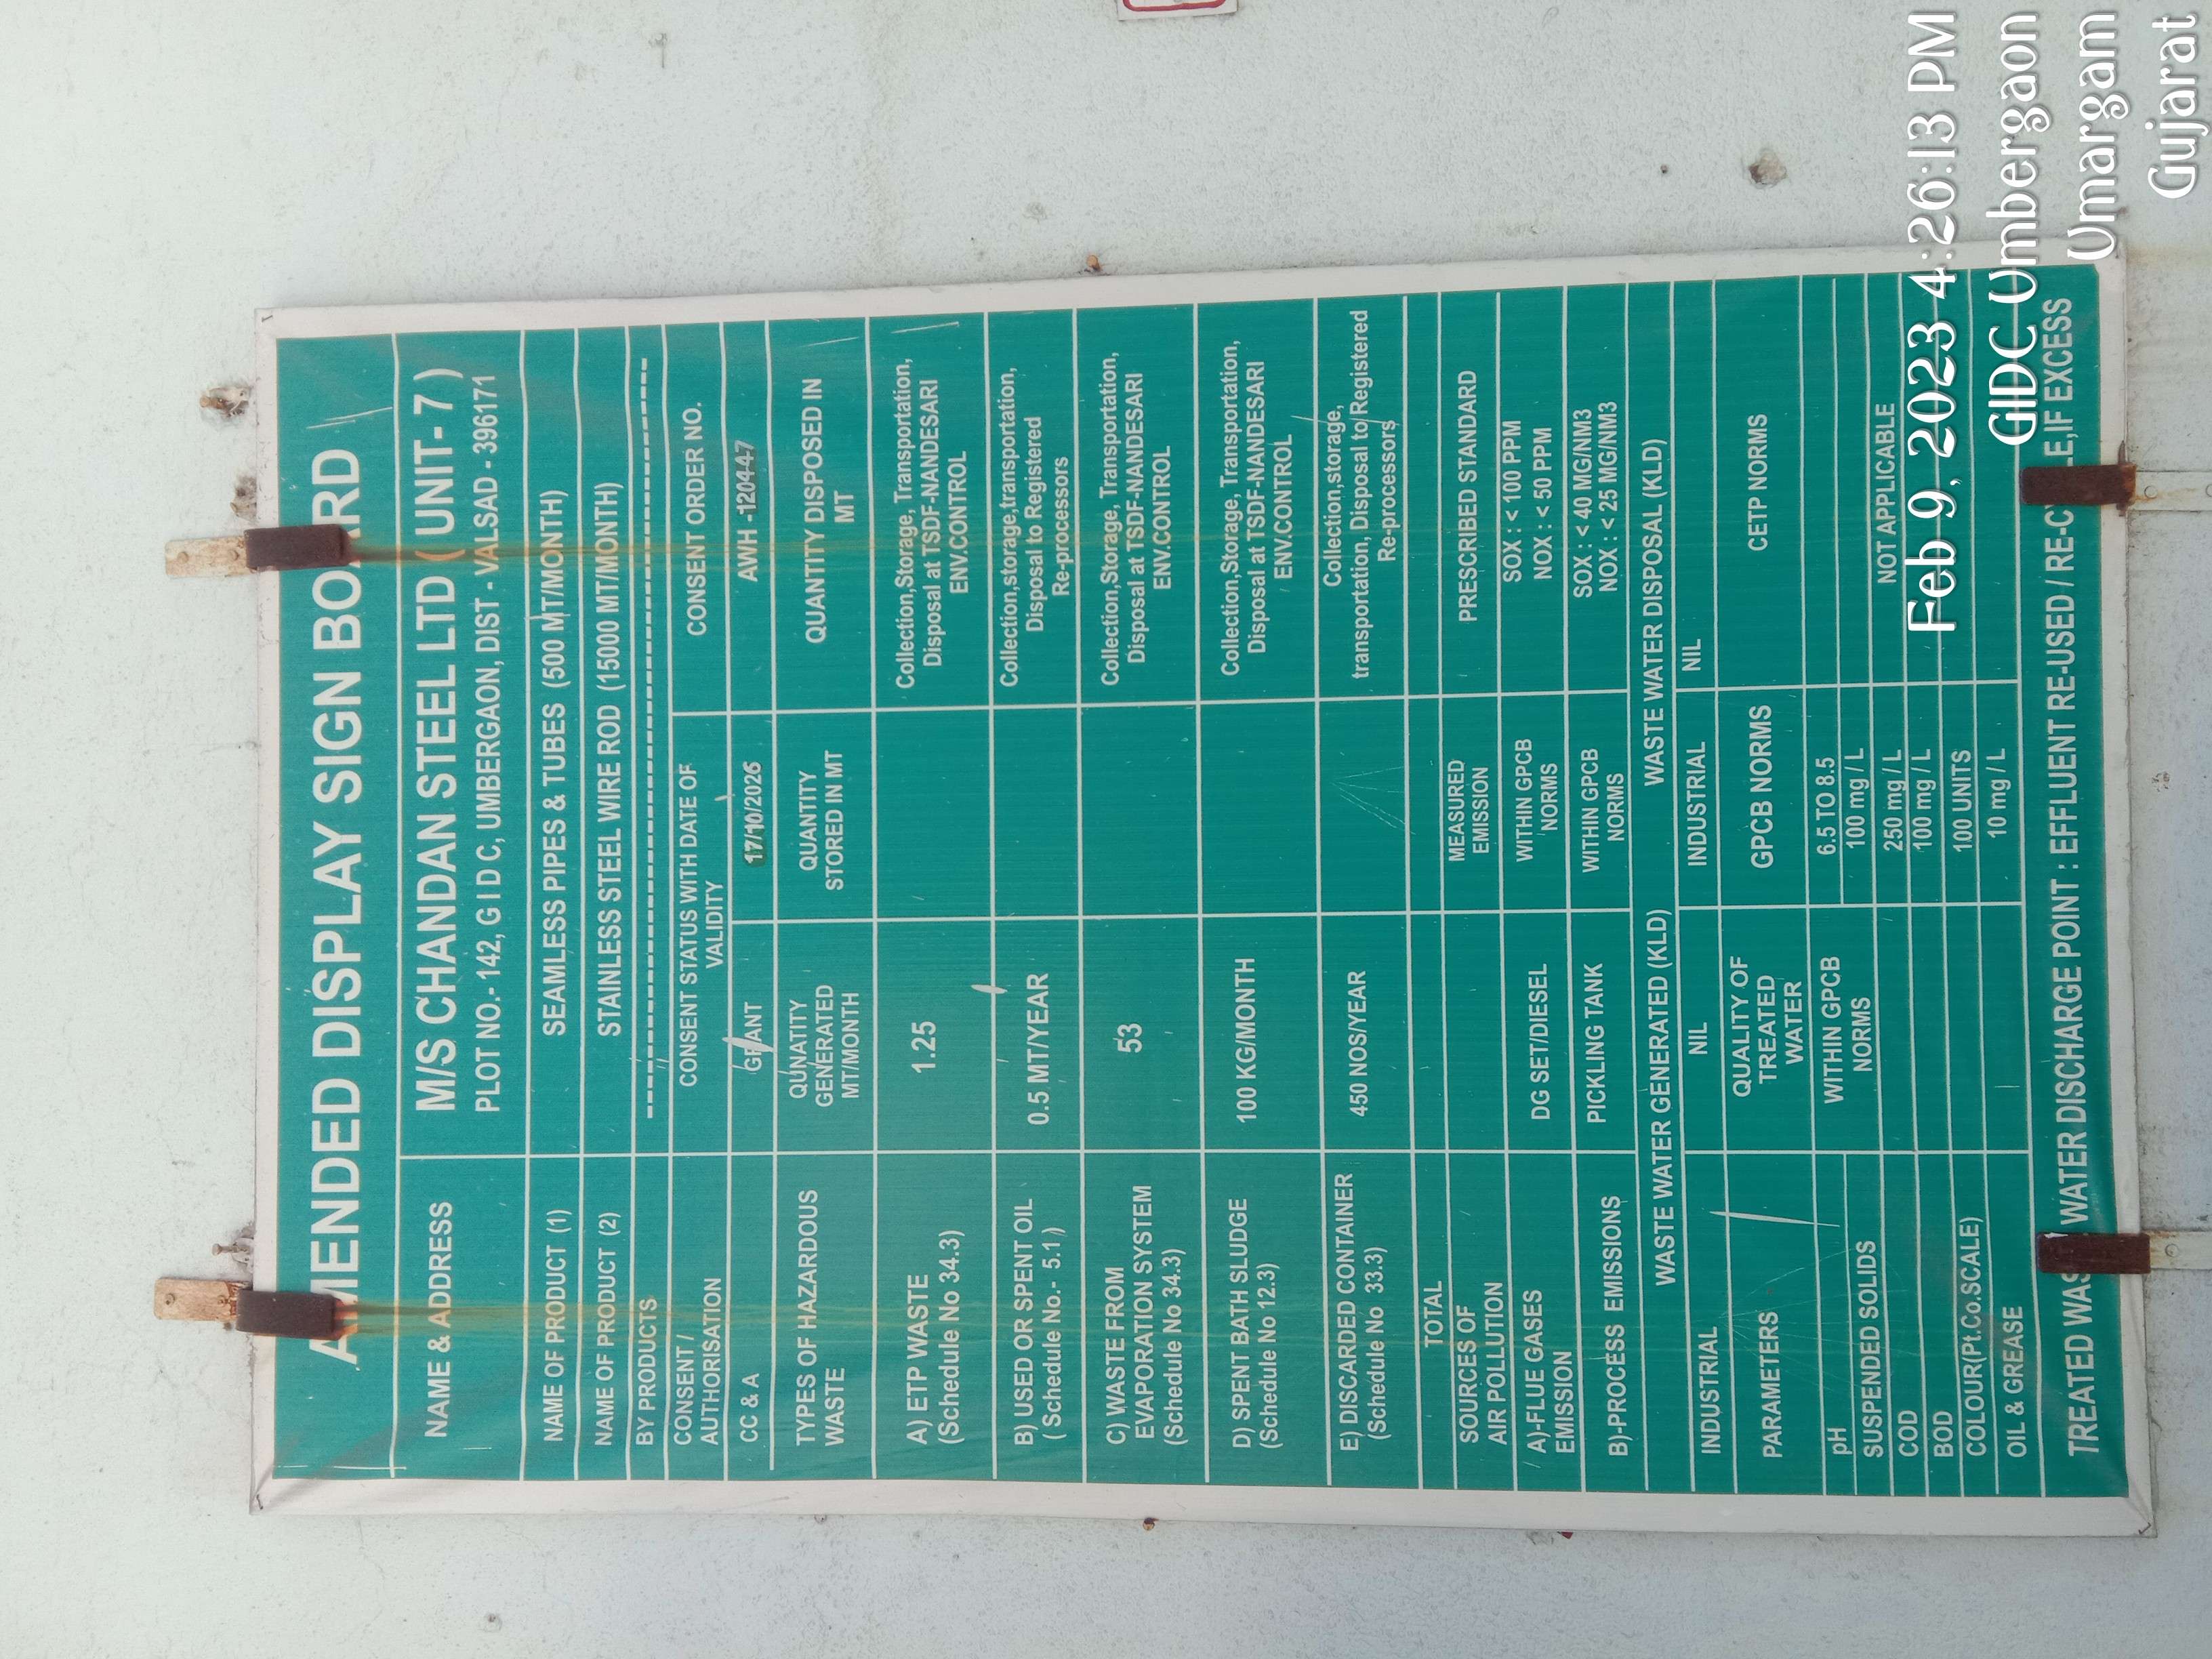 AMENDED DISPLAY SIGN BOARD
NAME & ADDRESS
M/S CHANDAN STEEL LTD ( UNIT- 7 )
PLOT NO.- 142, G I D C, UMBERGAON, DIST - VALSAD - 396171
NAME OF PRODUCT (1) SEAMLESS PIPES & TUBES (500 MT/MONTH)
NAME OF PRODUCT (2) STAINLESS STEEL WIRE ROD (15000 MT/MONTH)
BY PRODUCTS
CONSENT / AUTHORISATION
CONSENT STATUS WITH DATE OF VALIDITY
CONSENT ORDER NO.
CC & A GRANT 17/10/2026 AWH -120447
TYPES OF HAZARDOUS WASTE
QUNATITY GENERATED MT/MONTH
QUANTITY STORED IN MT
QUANTITY DISPOSED IN MT
A) ETP WASTE
(Schedule No 34.3)
1.25
Collection,Storage, Transportation,
Disposal at TSDF-NANDESARI
ENV.CONTROL
B) USED OR SPENT OIL
( Schedule No.- 5.1 )
0.5 MT/YEAR
Collection,storage,transportation,
Disposal to Registered
Re-processors
C) WASTE FROM
EVAPORATION SYSTEM
(Schedule No 34.3)
53
Collection,Storage, Transportation,
Disposal at TSDF-NANDESARI
ENV.CONTROL
D) SPENT BATH SLUDGE
(Schedule No 12.3)
100 KG/MONTH
Collection,Storage, Transportation,
Disposal at TSDF-NANDESARI
ENV.CONTROL
E) DISCARDED CONTAINER
(Schedule No 33.3)
450 NOS/YEAR
Collection,storage,
transportation, Disposal to Registered
Re-processors
TOTAL
SOURCES OF
AIR POLLUTION
MEASURED
EMISSION
PRESCRIBED STANDARD
A)-FLUE GASES
EMISSION
DG SET/DIESEL
WITHIN GPCB
NORMS
SOX : < 100 PPM
NOX : < 50 PPM
B)-PROCESS EMISSIONS
PICKLING TANK
WITHIN GPCB
NORMS
SOX : < 40 MG/NM3
NOX : < 25 MG/NM3
WASTE WATER GENERATED (KLD) WASTE WATER DISPOSAL (KLD)
INDUSTRIAL NIL INDUSTRIAL NIL
PARAMETERS
QUALITY OF
TREATED
WATER
GPCB NORMS
CETP NORMS
WITHIN GPCB
NORMS
pH 6.5 TO 8.5
SUSPENDED SOLIDS 100 mg / L
COD 250 mg / L
NOT APPLICABLE
BOD 100 mg / L
COLOUR(Pt.Co.SCALE) 100 UNITS
OIL & GREASE 10 mg / L
TREATED WATER DISCHARGE POINT : EFFLUENT RE-USED / ,IF EXCESS
Feb 9, 2023 4:26:13 PM
GIDC Umbergaon
Umargam
Gujarat